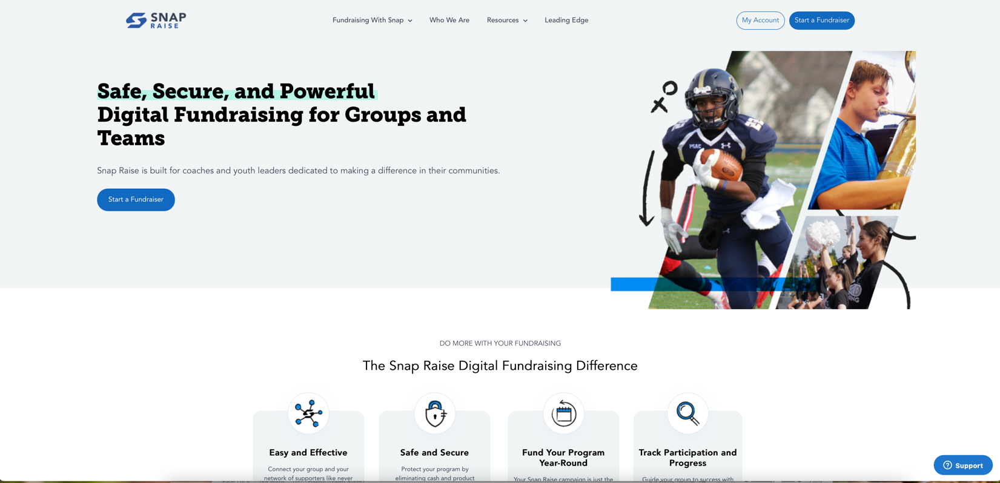 SNAP
RAISE
Fundraising With Snap
Who We Are
Resources
Leading Edge
My Account
Start a Fundraiser
Safe, Secure, and Powerful
Digital Fundraising for Groups and
Teams
Snap Raise is built for coaches and youth leaders dedicated to making a difference in their communities.
Start a Fundraiser
PSAC
22
DO MORE WITH YOUR FUNDRAISING
The Snap Raise Digital Fundraising Difference
Easy and Effective
Connect your group and your
network of supporters like never
Safe and Secure
Protect your program by
eliminating cash and product
Fund Your Program
Year-Round
Your Snap Raise campaign is just the
Track Participation and
Progress
Guide your group to success with
Support